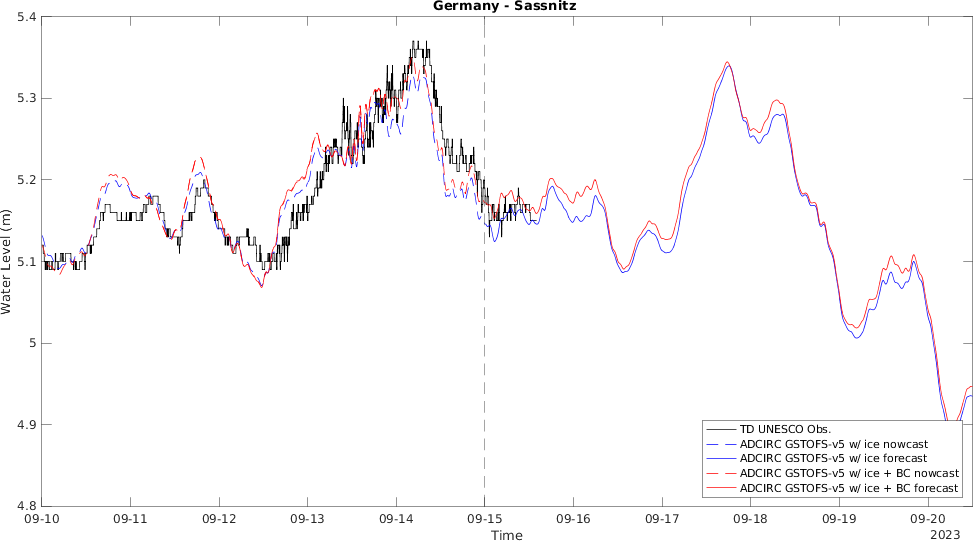 Germany - Sassnitz
5.4
5.3
5.2
5.1
5
4.9
4.8
Water Level (m)
09-10 09-11 09-12 09-13 09-14 09-15 09-16 09-17 09-18 09-19 09-20
2023
Time
TD UNESCO Obs.
ADCIRC GSTOFS-v5 w/ ice nowcast
ADCIRC GSTOFS-v5 w/ ice forecast
ADCIRC GSTOFS-v5 w/ ice + BC nowcast
ADCIRC GSTOFS-v5 w/ ice + BC forecast